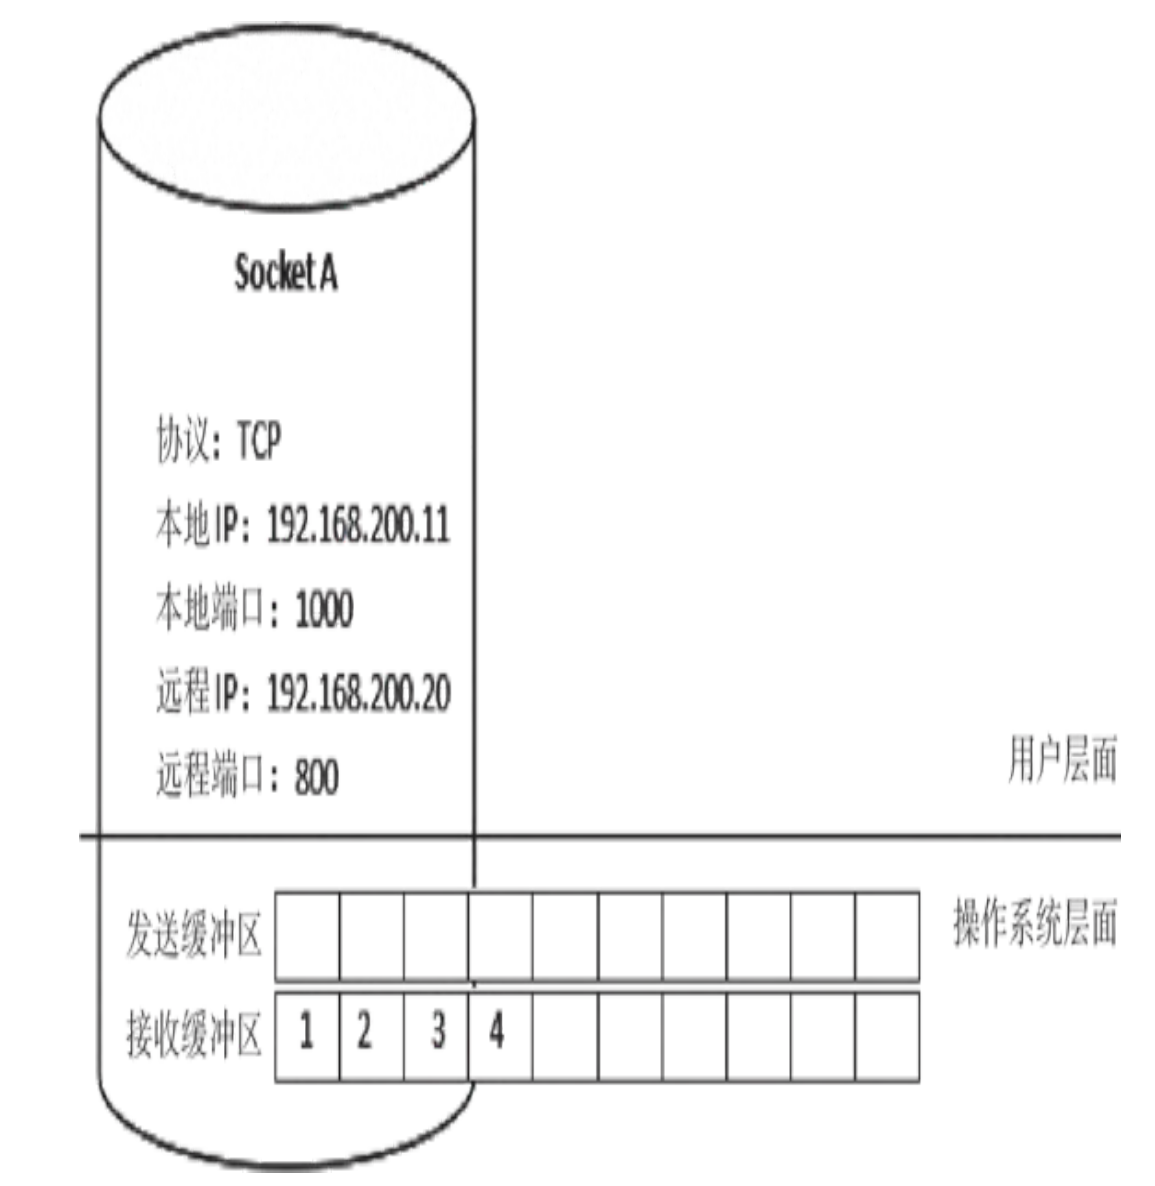 Socket A
协议：TCP
本地IP：192.168.200.11
本地端口：1000
远程IP：192.168.200.20
远程端口：800
用户层面
发送缓冲区
操作系统层面
接收缓冲区 1 2 3 4